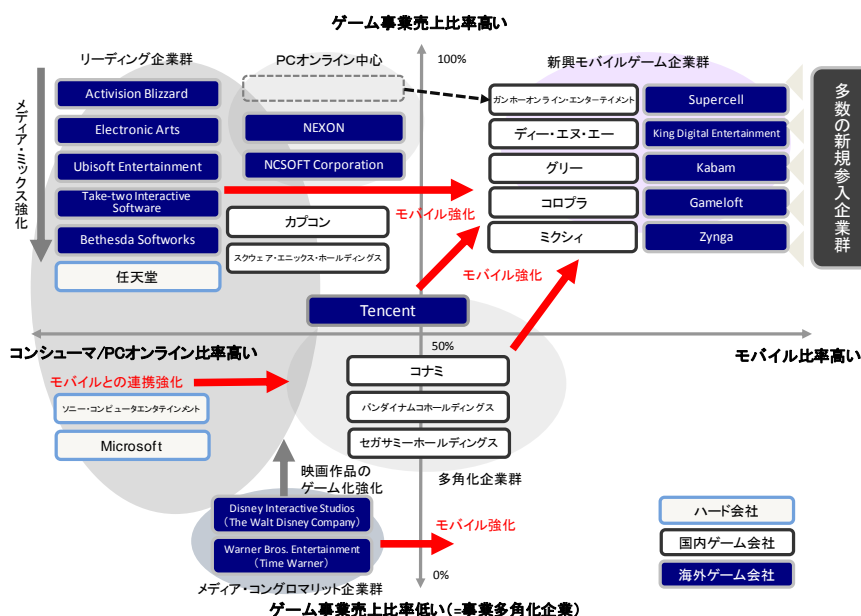 ゲーム事業売上比率高い
リーディング企業群
PCオンライン中心
100%
新興モバイルゲーム企業群
メディア・ミックス強化
Activision Blizzard
Electronic Arts
Ubisoft Entertainment
Take-two Interactive
Software
Bethesda Softworks
任天堂
NEXON
NCSOFT Corporation
カプコン
スクウェア・エニックス・ホールディングス
モバイル強化
ガンホーオンライン・エンターテイメント
ディー・エヌ・エー
グリー
コロプラ
ミクシィ
Supercell
King Digital Entertainment
Kabam
Gameloft
Zynga
多数の新規参入企業群
モバイル強化
Tencent
コンシューマ/PCオンライン比率高い
50%
モバイル比率高い
モバイルとの連携強化
ソニー・コンピュータエンタテインメント
Microsoft
コナミ
バンダイナムコホールディングス
セガサミーホールディングス
映画作品の
ゲーム化強化
多角化企業群
Disney Interactive Studios
(The Walt Disney Company)
Warner Bros. Entertainment
(Time Warner)
モバイル強化
メディア・コングロマリット企業群
0%
ゲーム事業売上比率低い(=事業多角化企業)
ハード会社
国内ゲーム会社
海外ゲーム会社